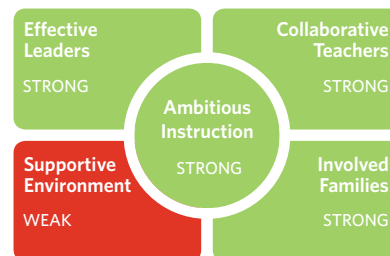 Effective
Leaders
STRONG
Collaborative
Teachers
STRONG
Ambitious
Instruction
STRONG
Supportive
Environment
WEAK
Involved
Families
STRONG